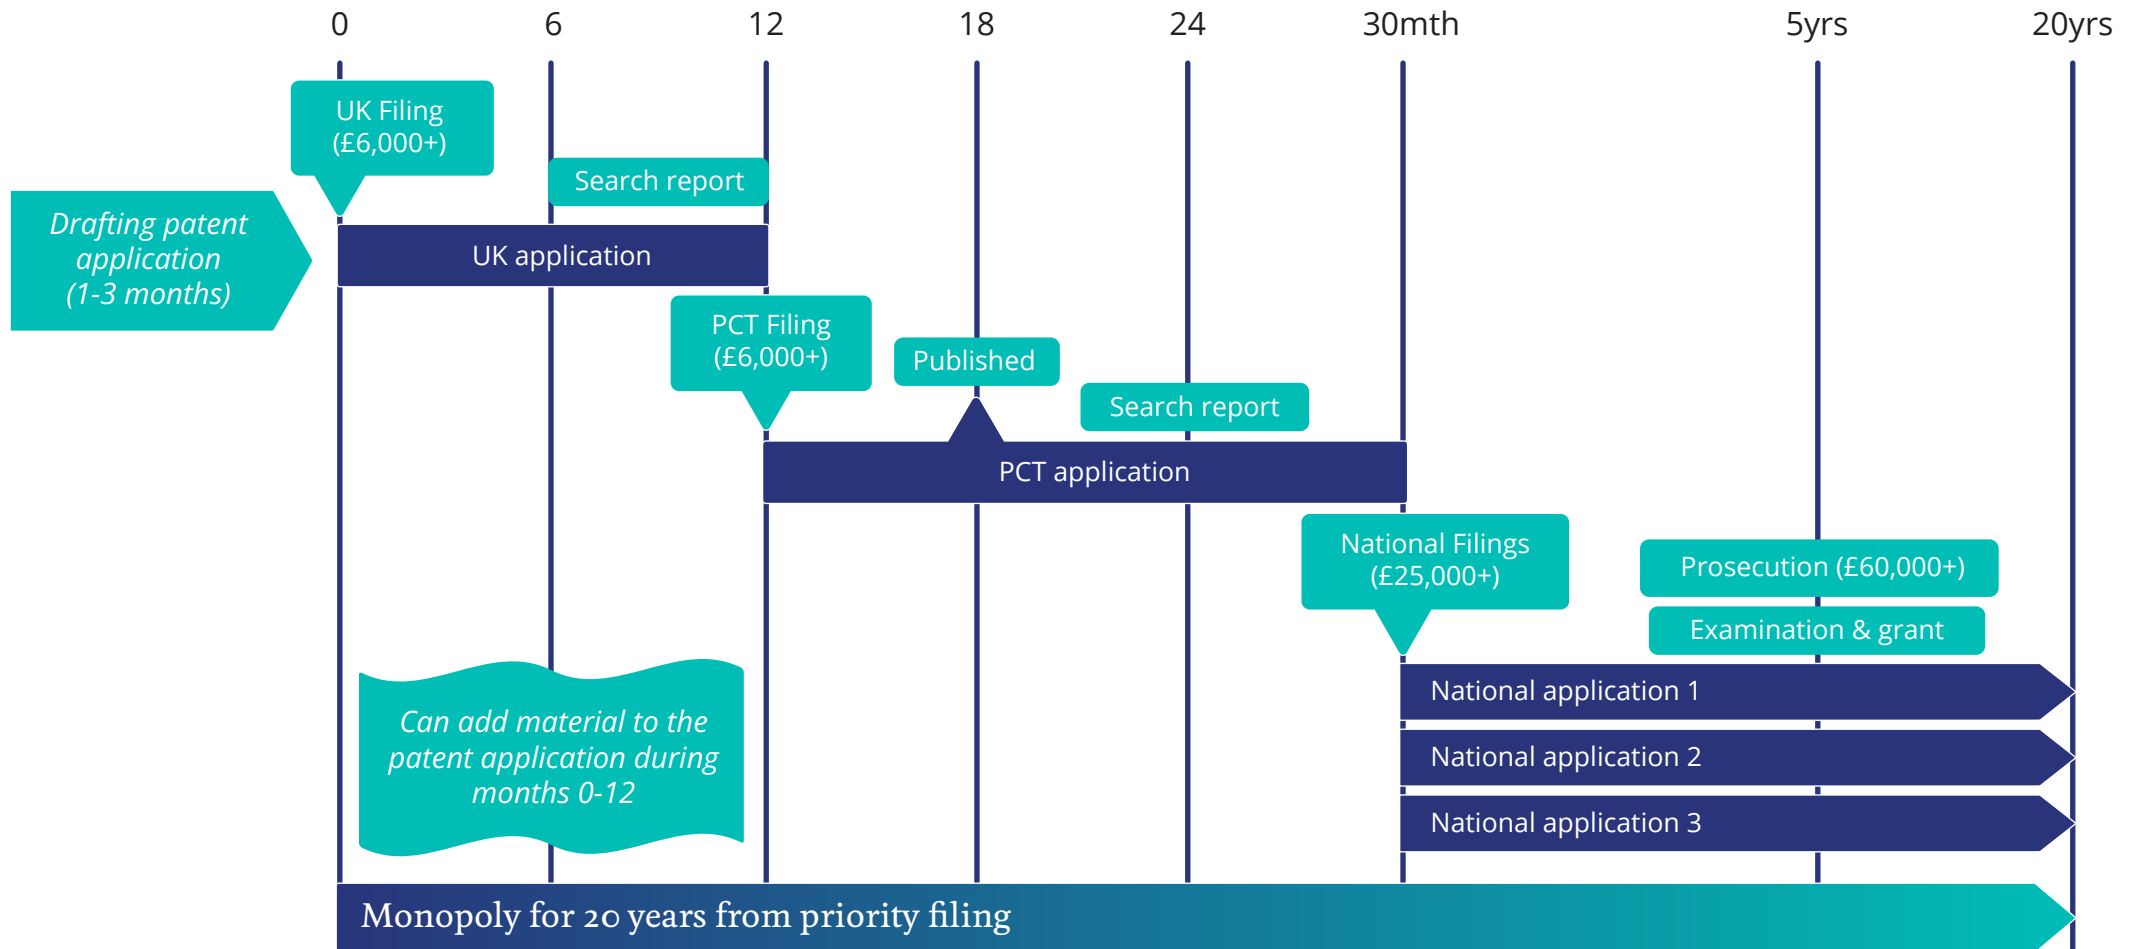 0 6 12 18 24 30mth 5yrs 20yrs
UK Filing
(£6,000+)
Search report
Drafting patent
application
(1-3 months)
UK application
PCT Filing
(£6,000+)
Published
Search report
PCT application
National Filings
(£25,000+)
Prosecution (£60,000+)
Examination & grant
National application 1
National application 2
National application 3
Can add material to the
patent application during
months 0-12
Monopoly for 20 years from priority filing